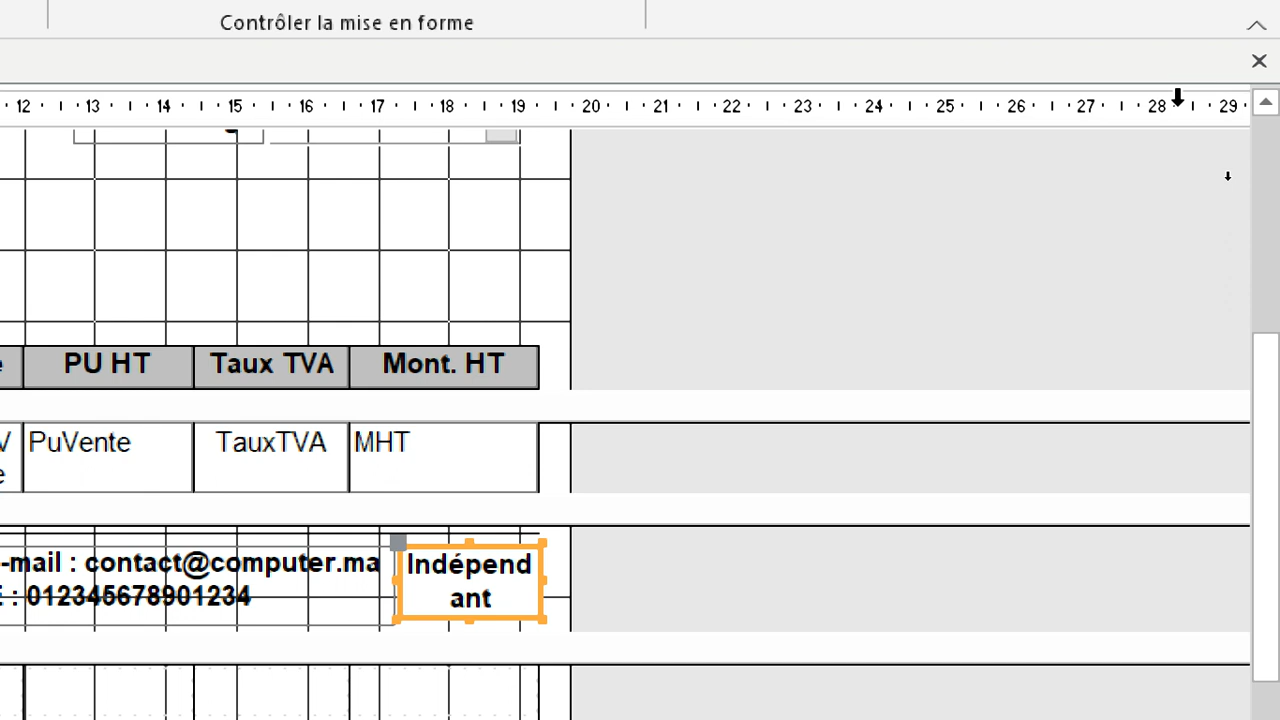 Contrôler la mise en forme
12 13 14 15 16 17 18 19 20 21 22 23 24 25 26 27 28 29
PU HT Taux TVA Mont. HT
PuVente TauxTVA MHT
-mail : contact@computer.ma
: 012345678901234
Indépend
ant